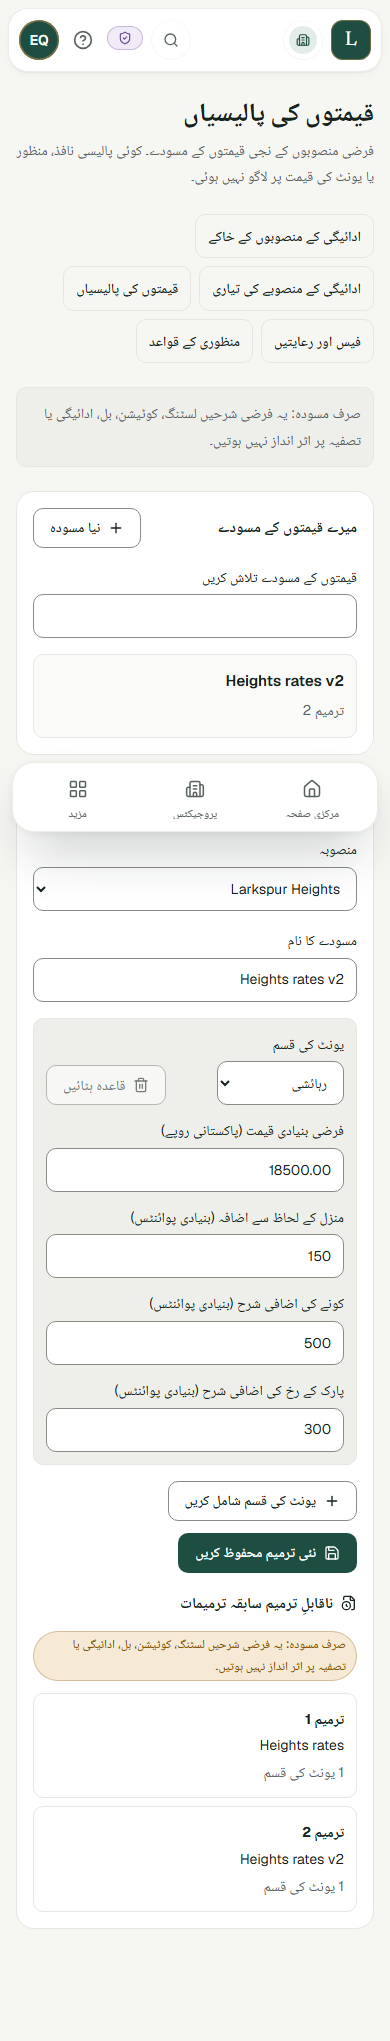 L
EQ
قیمتوں کی پالیسیاں
فرضی منصوبوں کے نجی قیمتوں کے مسودے۔ کوئی پالیسی نافذ، منظور
یا یونٹ کی قیمت پر لاگو نہیں ہوئی۔
ادائیگی کے منصوبوں کے خاکے
ادائیگی کے منصوبے کی تیاری
قیمتوں کی پالیسیاں
فیس اور رعایتیں
منظوری کے قواعد
صرف مسودہ: یہ فرضی شرحیں لسٹنگ، کوٹیشن، بل، ادائیگی یا
تصفیہ پر اثر انداز نہیں ہوتیں۔
میرے قیمتوں کے مسودے
نیا مسودہ
قیمتوں کے مسودے تلاش کریں
Heights rates v2
ترمیم 2
مرکزی صفحہ
پروجیکٹس
مزید
منصوبہ
Larkspur Heights
مسودے کا نام
Heights rates v2
یونٹ کی قسم
رہائشی
قاعدہ ہٹائیں
فرضی بنیادی قیمت (پاکستانی روپے)
18500.00
منزل کے لحاظ سے اضافہ (بنیادی پوائنٹس)
150
کونے کی اضافی شرح (بنیادی پوائنٹس)
500
پارک کے رخ کی اضافی شرح (بنیادی پوائنٹس)
300
یونٹ کی قسم شامل کریں
نئی ترمیم محفوظ کریں
ناقابلِ ترمیم سابقہ ترمیمات
صرف مسودہ: یہ فرضی شرحیں لسٹنگ، کوٹیشن، بل، ادائیگی یا
تصفیہ پر اثر انداز نہیں ہوتیں۔
ترمیم 1
Heights rates
1 یونٹ کی قسم
ترمیم 2
Heights rates v2
1 یونٹ کی قسم